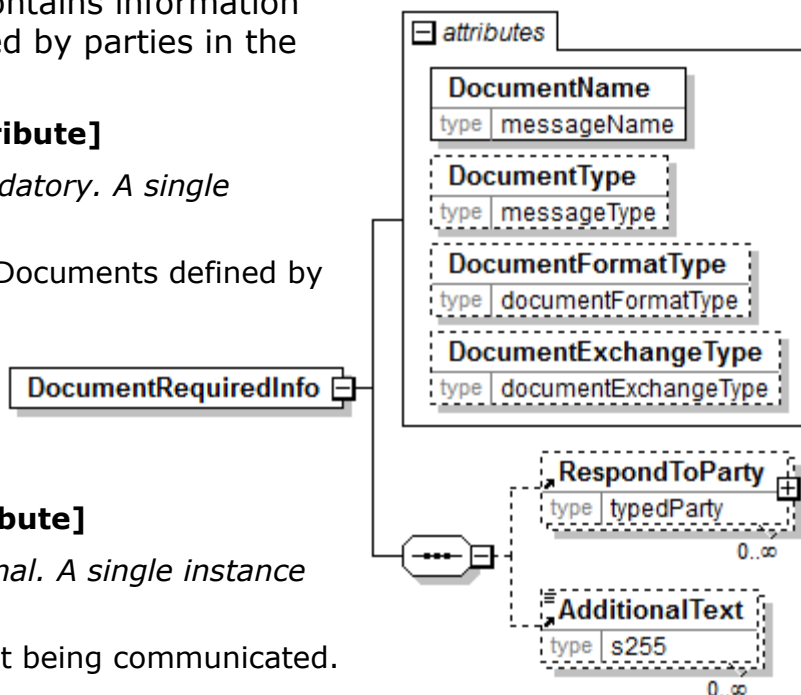 ontains information
ed by parties in the
ribute]
datory. A single
Documents defined by
DocumentRequiredInfo
bute]
nal. A single instance
t being communicated.
attributes
DocumentName
type messageName
DocumentType
type messageType
DocumentFormatType
type documentFormatType
DocumentExchangeType
type documentExchangeType
RespondToParty
type typedParty
0..∞
AdditionalText
type s255
0..∞